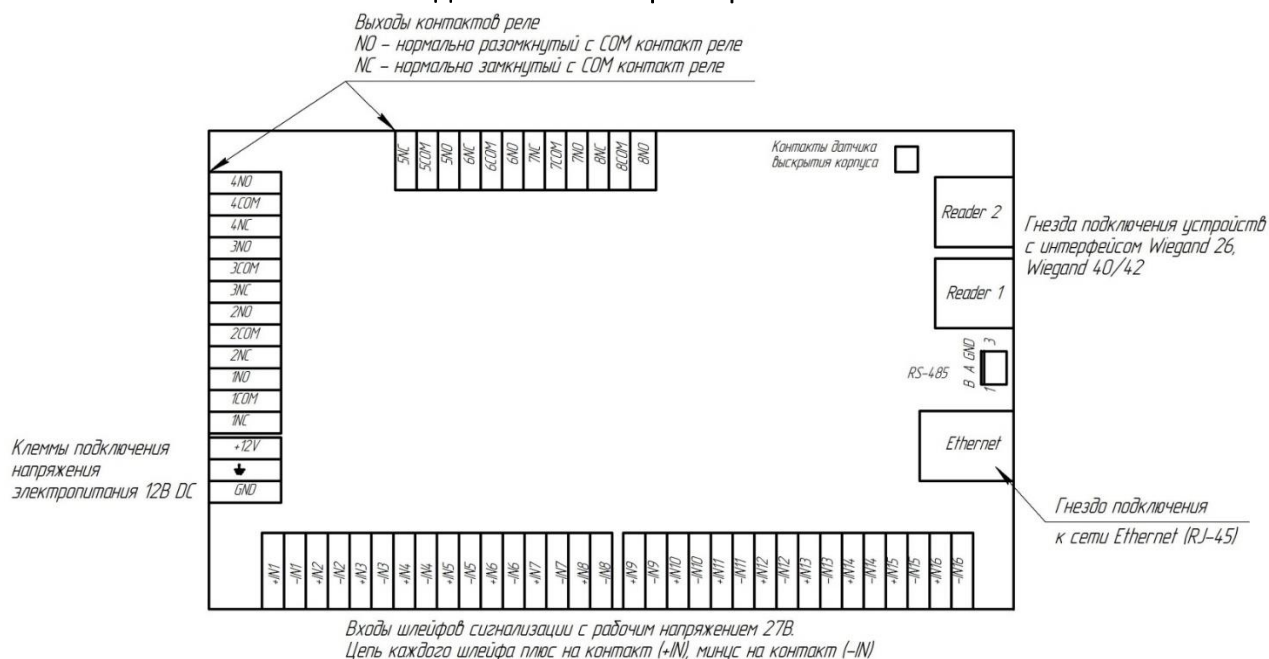 Выходы контактов реле
NO – нормально разомкнутый с COM контакт реле
NC – нормально замкнутый с COM контакт реле
5NC
5COM
5NO
6NC
6COM
6NO
7NC
7COM
7NO
8NC
8COM
8NO
Контакты датчика
выскрытия корпуса
4NO
4COM
4NC
3NO
3COM
3NC
2NO
2COM
2NC
1NO
1COM
1NC
+12V
GND
Клеммы подключения
напряжения
электропитания 12В DC
Reader 2
Reader 1
Гнезда подключения устройств
с интерфейсом Wiegand 26,
Wiegand 40/42
RS-485
B A GND
1
3
Ethernet
Гнездо подключения
к сети Ethernet (RJ-45)
+IN1
-IN1
+IN2
-IN2
+IN3
-IN3
+IN4
-IN4
+IN5
-IN5
+IN6
-IN6
+IN7
-IN7
+IN8
-IN8
+IN9
-IN9
+IN10
-IN10
+IN11
-IN11
+IN12
-IN12
+IN13
-IN13
+IN14
-IN14
+IN15
-IN15
+IN16
-IN16
Входы шлейфов сигнализации с рабочим напряжением 27В.
Цепь каждого шлейфа плюс на контакт (+IN), минус на контакт (-IN)